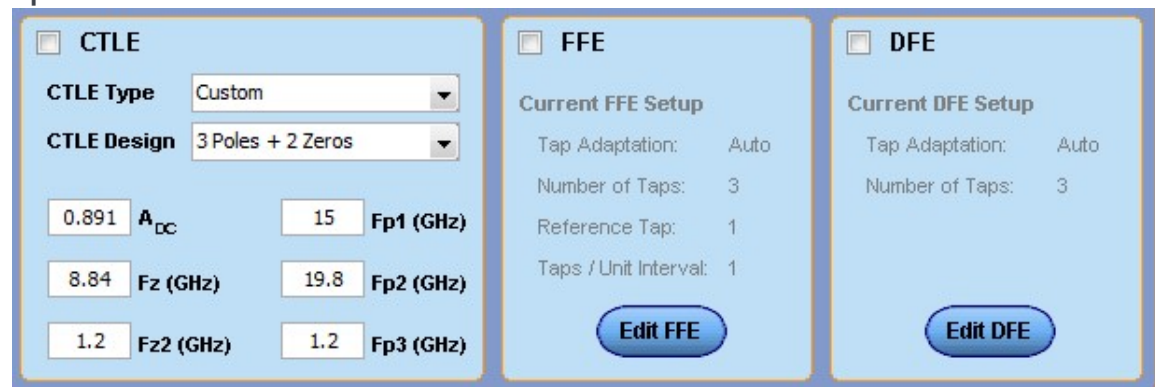 CTLE
CTLE Type Custom
CTLE Design 3 Poles + 2 Zeros
0.891 ADC 15 Fp1 (GHz)
8.84 Fz (GHz) 19.8 Fp2 (GHz)
1.2 Fz2 (GHz) 1.2 Fp3 (GHz)
FFE
Current FFE Setup
Tap Adaptation: Auto
Number of Taps: 3
Reference Tap: 1
Taps / Unit Interval: 1
Edit FFE
DFE
Current DFE Setup
Tap Adaptation: Auto
Number of Taps: 3
Edit DFE